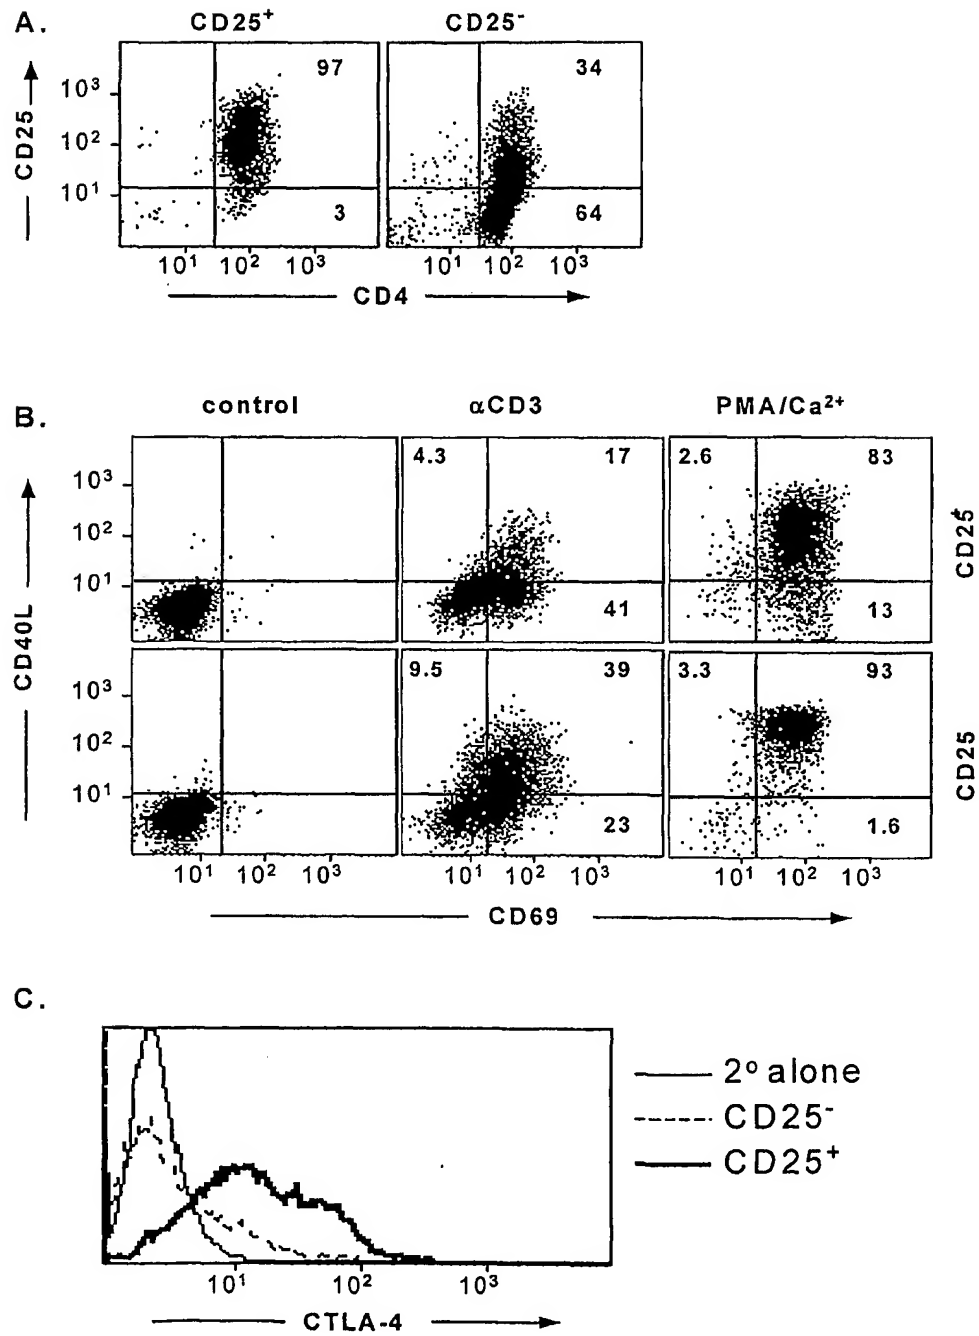 A.
CD25⁺ CD25⁻
97 34
10³
10²
10¹
3 64
CD25
10¹ 10² 10³ 10¹ 10² 10³
CD4
B.
control αCD3 PMA/Ca²⁺
4.3 17 2.6 83
10³
10²
10¹
41 13
CD25⁺
9.5 39 3.3 93
10³
10²
10¹
23 1.6
CD25
CD40L
10¹ 10² 10³ 10¹ 10² 10³ 10¹ 10² 10³
CD69
C.
2° alone
CD25⁻
CD25⁺
10¹ 10² 10³
CTLA-4